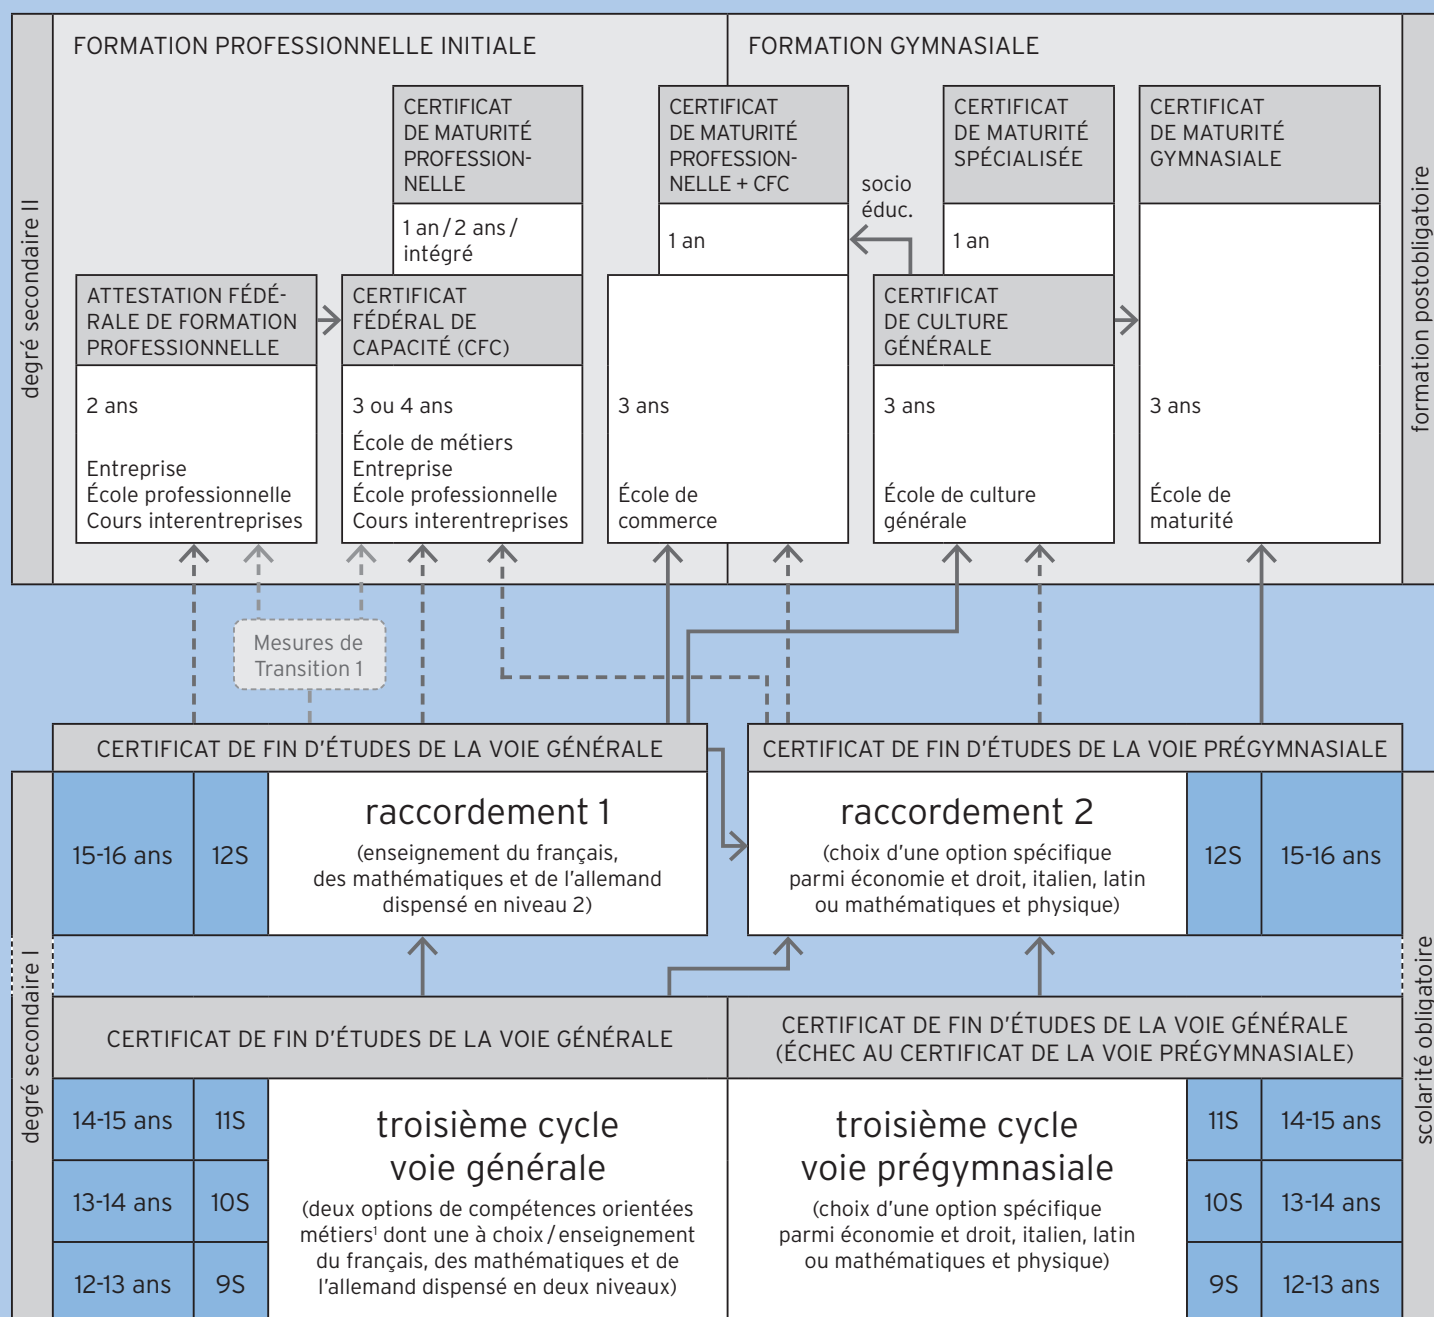 FORMATION PROFESSIONNELLE INITIALE
FORMATION GYMNASIALE
degré secondaire II
formation postobligatoire
CERTIFICAT
DE MATURITÉ
PROFESSION-
NELLE
1 an / 2 ans /
intégré
CERTIFICAT
DE MATURITÉ
PROFESSION-
NELLE + CFC
1 an
socio
éduc.
CERTIFICAT
DE MATURITÉ
SPÉCIALISÉE
1 an
CERTIFICAT
DE MATURITÉ
GYMNASIALE
ATTESTATION FÉDÉ-
RALE DE FORMATION
PROFESSIONNELLE
2 ans
Entreprise
École professionnelle
Cours interentreprises
CERTIFICAT
FÉDÉRAL DE
CAPACITÉ (CFC)
3 ou 4 ans
École de métiers
Entreprise
École professionnelle
Cours interentreprises
3 ans
École de
commerce
CERTIFICAT
DE CULTURE
GÉNÉRALE
3 ans
École de culture
générale
3 ans
École de
maturité
Mesures de
Transition 1
CERTIFICAT DE FIN D'ÉTUDES DE LA VOIE GÉNÉRALE
CERTIFICAT DE FIN D'ÉTUDES DE LA VOIE PRÉGYMNASIALE
15-16 ans
12S
raccordement 1
(enseignement du français,
des mathématiques et de l'allemand
dispensé en niveau 2)
raccordement 2
(choix d'une option spécifique
parmi économie et droit, italien, latin
ou mathématiques et physique)
12S
15-16 ans
degré secondaire I
scolarité obligatoire
CERTIFICAT DE FIN D'ÉTUDES DE LA VOIE GÉNÉRALE
CERTIFICAT DE FIN D'ÉTUDES DE LA VOIE GÉNÉRALE
(ÉCHEC AU CERTIFICAT DE LA VOIE PRÉGYMNASIALE)
14-15 ans
11S
13-14 ans
10S
12-13 ans
9S
troisième cycle
voie générale
(deux options de compétences orientées
métiers¹ dont une à choix / enseignement
du français, des mathématiques et de
l'allemand dispensé en deux niveaux)
troisième cycle
voie prégymnasiale
(choix d'une option spécifique
parmi économie et droit, italien, latin
ou mathématiques et physique)
11S
14-15 ans
10S
13-14 ans
9S
12-13 ans